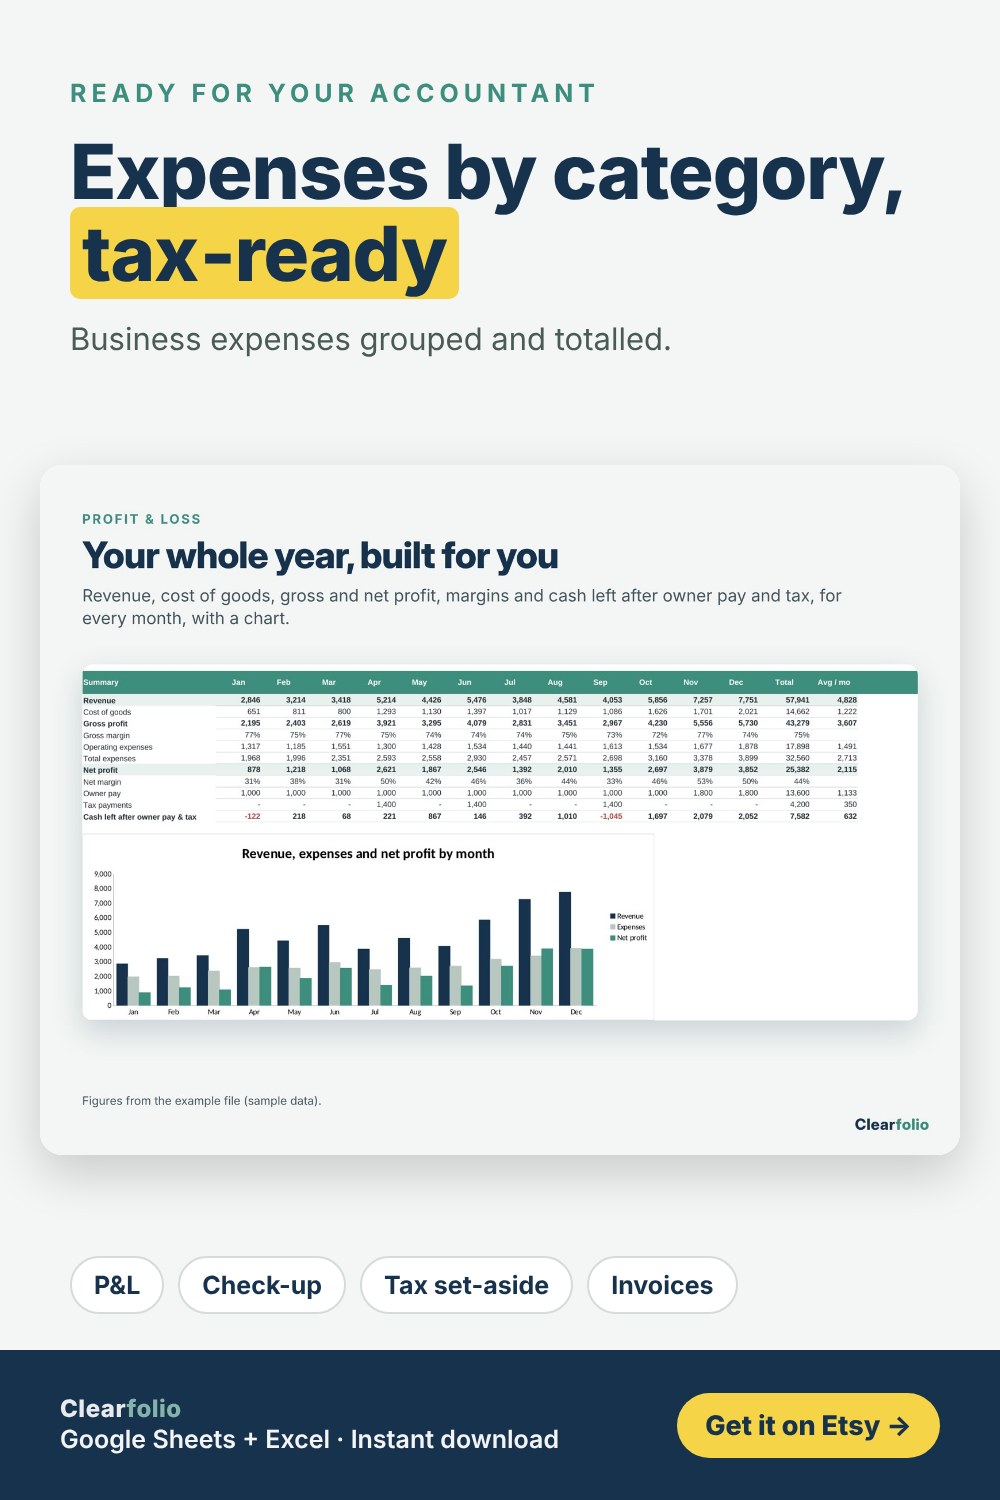 READY FOR YOUR ACCOUNTANT
Expenses by category,
tax-ready
Business expenses grouped and totalled.
PROFIT & LOSS
Your whole year, built for you
Revenue, cost of goods, gross and net profit, margins and cash left after owner pay and tax, for
every month, with a chart.
Summary Jan Feb Mar Apr May Jun Jul Aug Sep Oct Nov Dec Total Avg / mo
Revenue 2,846 3,214 3,418 5,214 4,426 5,476 3,848 4,581 4,053 5,856 7,257 7,751 57,941 4,828
Cost of goods 651 811 800 1,293 1,130 1,397 1,017 1,129 1,086 1,626 1,701 2,021 14,662 1,222
Gross profit 2,195 2,403 2,619 3,921 3,295 4,079 2,831 3,451 2,967 4,230 5,556 5,730 43,279 3,607
Gross margin 77% 75% 77% 75% 74% 74% 74% 75% 73% 72% 77% 74% 75%
Operating expenses 1,317 1,185 1,551 1,300 1,428 1,534 1,440 1,441 1,613 1,534 1,677 1,878 17,898 1,491
Total expenses 1,968 1,996 2,351 2,593 2,558 2,930 2,457 2,571 2,698 3,160 3,378 3,899 32,560 2,713
Net profit 878 1,218 1,068 2,621 1,867 2,546 1,392 2,010 1,355 2,697 3,879 3,852 25,382 2,115
Net margin 31% 38% 31% 50% 42% 46% 36% 44% 33% 46% 53% 50% 44%
Owner pay 1,000 1,000 1,000 1,000 1,000 1,000 1,000 1,000 1,000 1,000 1,800 1,800 13,600 1,133
Tax payments - - - 1,400 - 1,400 - - 1,400 - - - 4,200 350
Cash left after owner pay & tax -122 218 68 221 867 146 392 1,010 -1,045 1,697 2,079 2,052 7,582 632
Revenue, expenses and net profit by month
9,000
8,000
7,000
6,000
5,000
4,000
3,000
2,000
1,000
0
Revenue
Expenses
Net profit
Jan Feb Mar Apr May Jun Jul Aug Sep Oct Nov Dec
Figures from the example file (sample data).
Clearfolio
P&L
Check-up
Tax set-aside
Invoices
Clearfolio
Google Sheets + Excel · Instant download
Get it on Etsy →